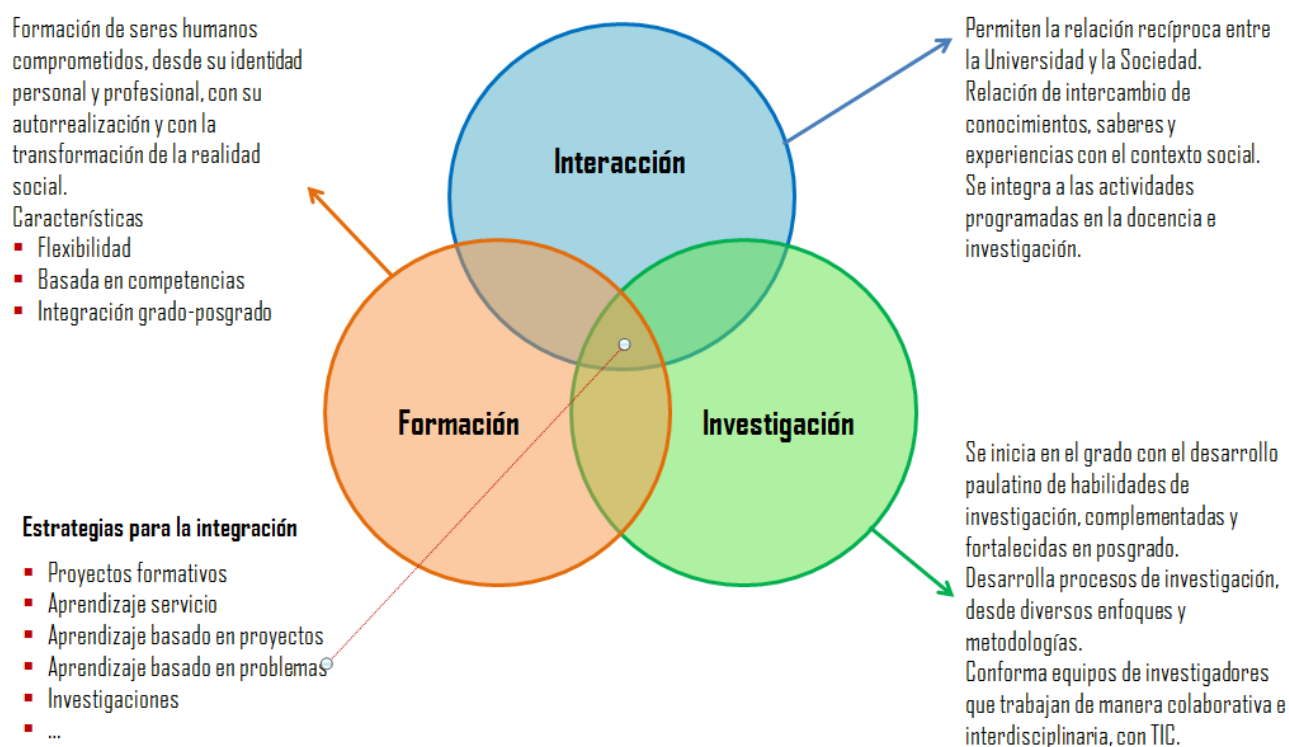 Formación de seres humanos
comprometidos, desde su identidad
personal y profesional, con su
autorrealización y con la
transformación de la realidad
social.
Características
▪ Flexibilidad
▪ Basada en competencias
▪ Integración grado-posgrado
Interacción
Permiten la relación recíproca entre
la Universidad y la Sociedad.
Relación de intercambio de
conocimientos, saberes y
experiencias con el contexto social.
Se integra a las actividades
programadas en la docencia e
investigación.
Formación
Investigación
Estrategias para la integración
▪ Proyectos formativos
▪ Aprendizaje servicio
▪ Aprendizaje basado en proyectos
▪ Aprendizaje basado en problemas
▪ Investigaciones
▪ ...
Se inicia en el grado con el desarrollo
paulatino de habilidades de
investigación, complementadas y
fortalecidas en posgrado.
Desarrolla procesos de investigación,
desde diversos enfoques y
metodologías.
Conforma equipos de investigadores
que trabajan de manera colaborativa e
interdisciplinaria, con TIC.